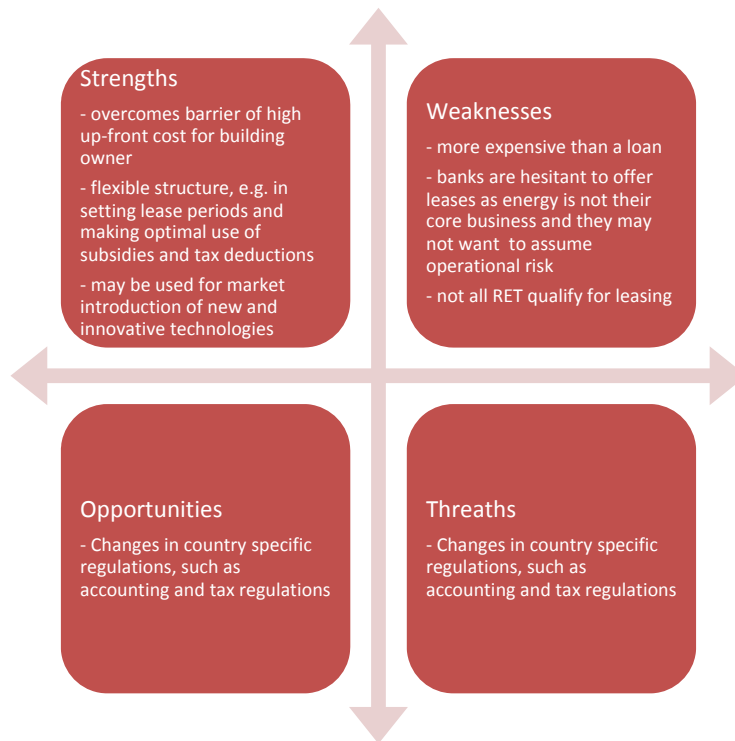 Strengths
- overcomes barrier of high
up-front cost for building
owner
- flexible structure, e.g. in
setting lease periods and
making optimal use of
subsidies and tax deductions
- may be used for market
introduction of new and
innovative technologies
Weaknesses
- more expensive than a loan
- banks are hesitant to offer
leases as energy is not their
core business and they may
not want to assume
operational risk
- not all RET qualify for leasing
Opportunities
- Changes in country specific
regulations, such as
accounting and tax regulations
Threaths
- Changes in country specific
regulations, such as
accounting and tax regulations